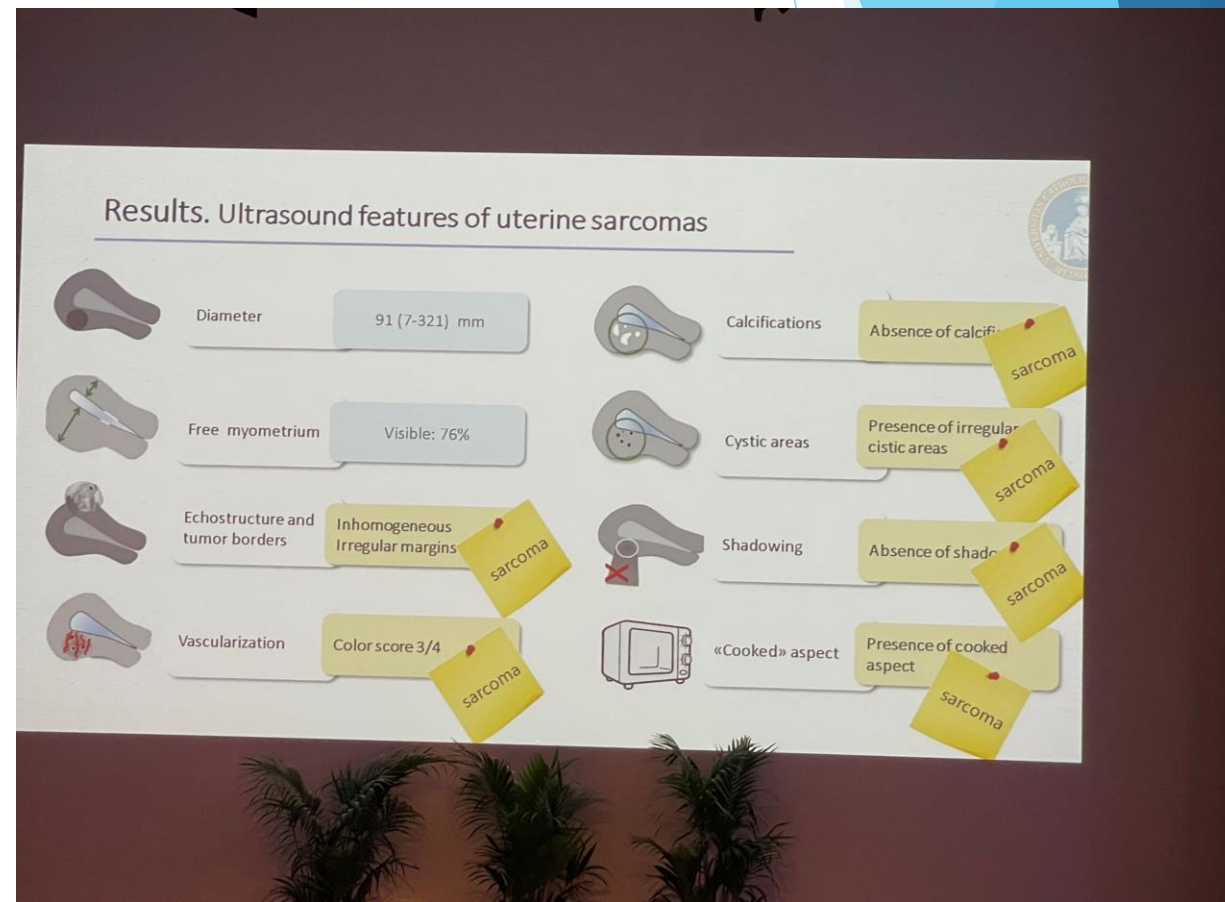 Results. Ultrasound features of uterine sarcomas
Diameter
91 (7-321) mm
Free myometrium
Visible: 76%
Echostructure and
tumor borders
Inhomogeneous
Irregular margins
sarcoma
Vascularization
Color score 3/4
sarcoma
Calcifications
Absence of
sarcoma
Cystic areas
Presence of irregular
cistic areas
sarcoma
Shadowing
Absence of
sarcoma
«Cooked» aspect
Presence of cooked
aspect
sarcoma